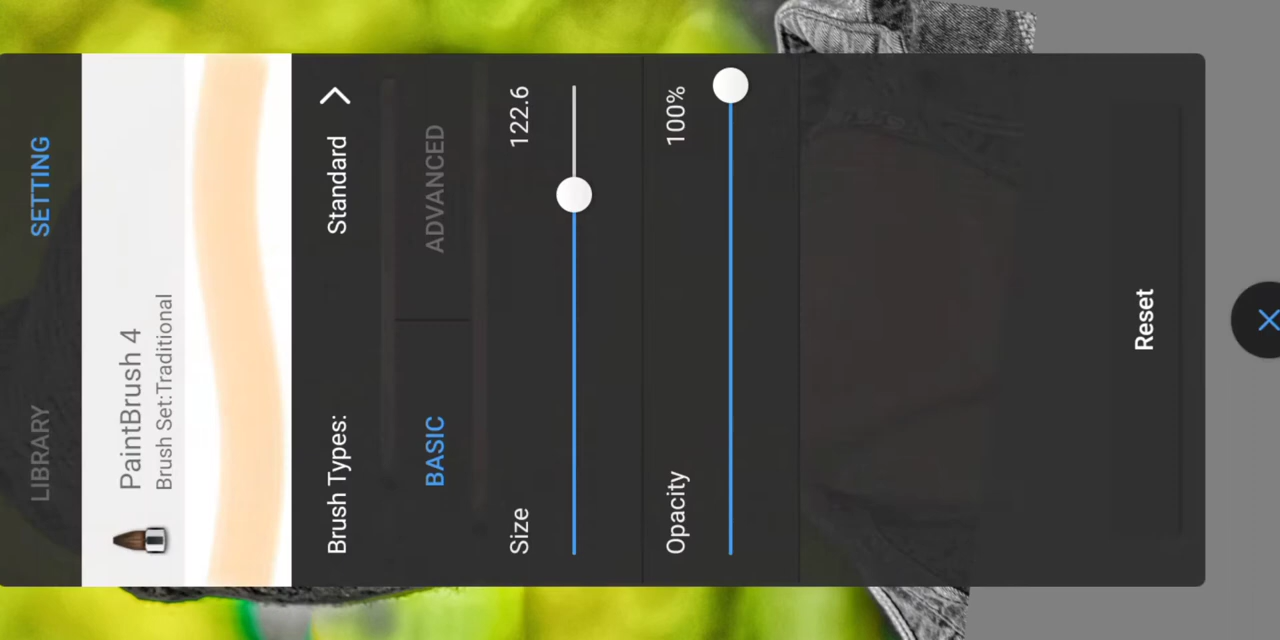 LIBRARY SETTING
PaintBrush 4
Brush Set:Traditional
Brush Types: Standard
BASIC ADVANCED
Size 122.6
Opacity 100%
Reset